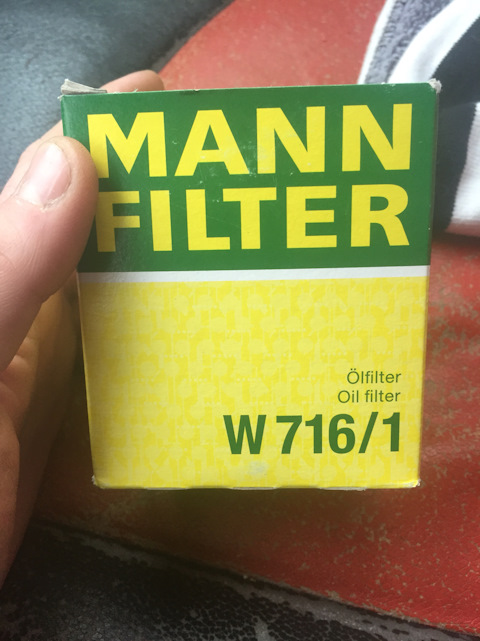 MANN
FILTER
Ölfilter
Oil filter
W 716/1